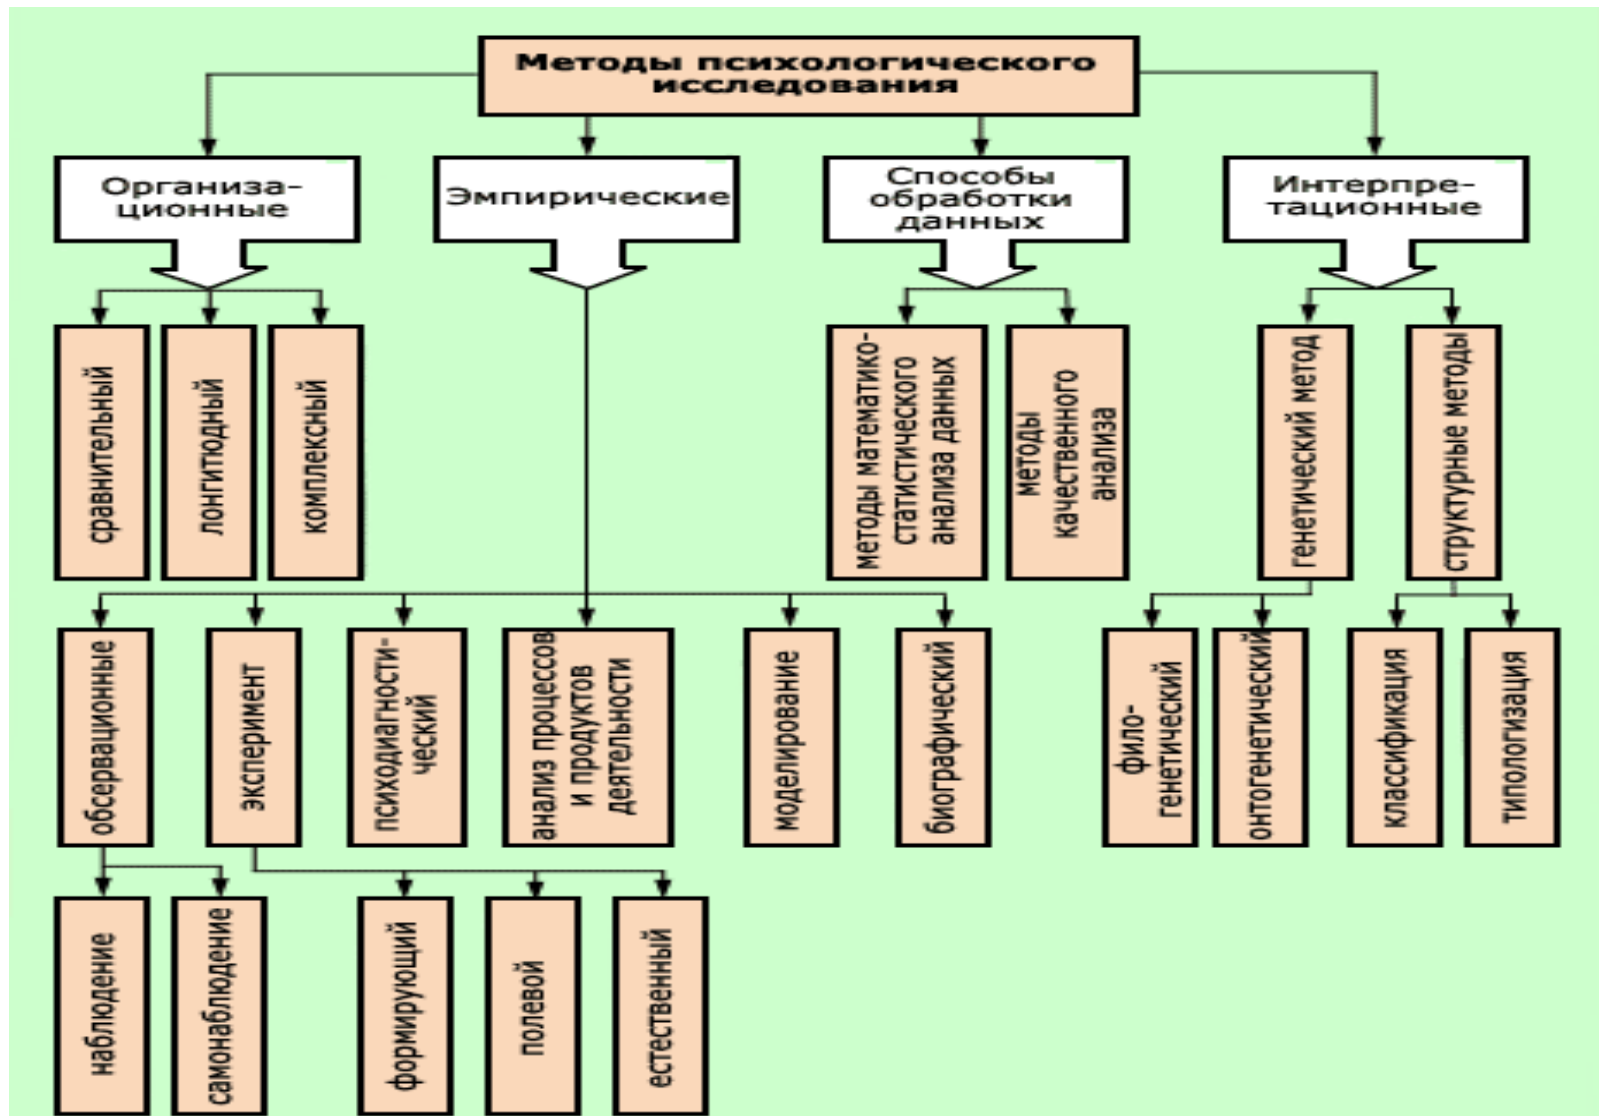 Методы психологического
исследования
Организа-
ционные
Эмпирические
Способы
обработки
данных
Интерпре-
тационные
сравнительный
лонгитюдный
комплексный
методы математико-
статистического
анализа данных
методы
качественного
анализа
генетический метод
структурные методы
обсервационные
эксперимент
психодиагности-
ческий
анализ процессов
и продуктов
деятельности
моделирование
биографический
фило-
генетический
онтогенетический
классификация
типологизация
наблюдение
самонаблюдение
формирующий
полевой
естественный